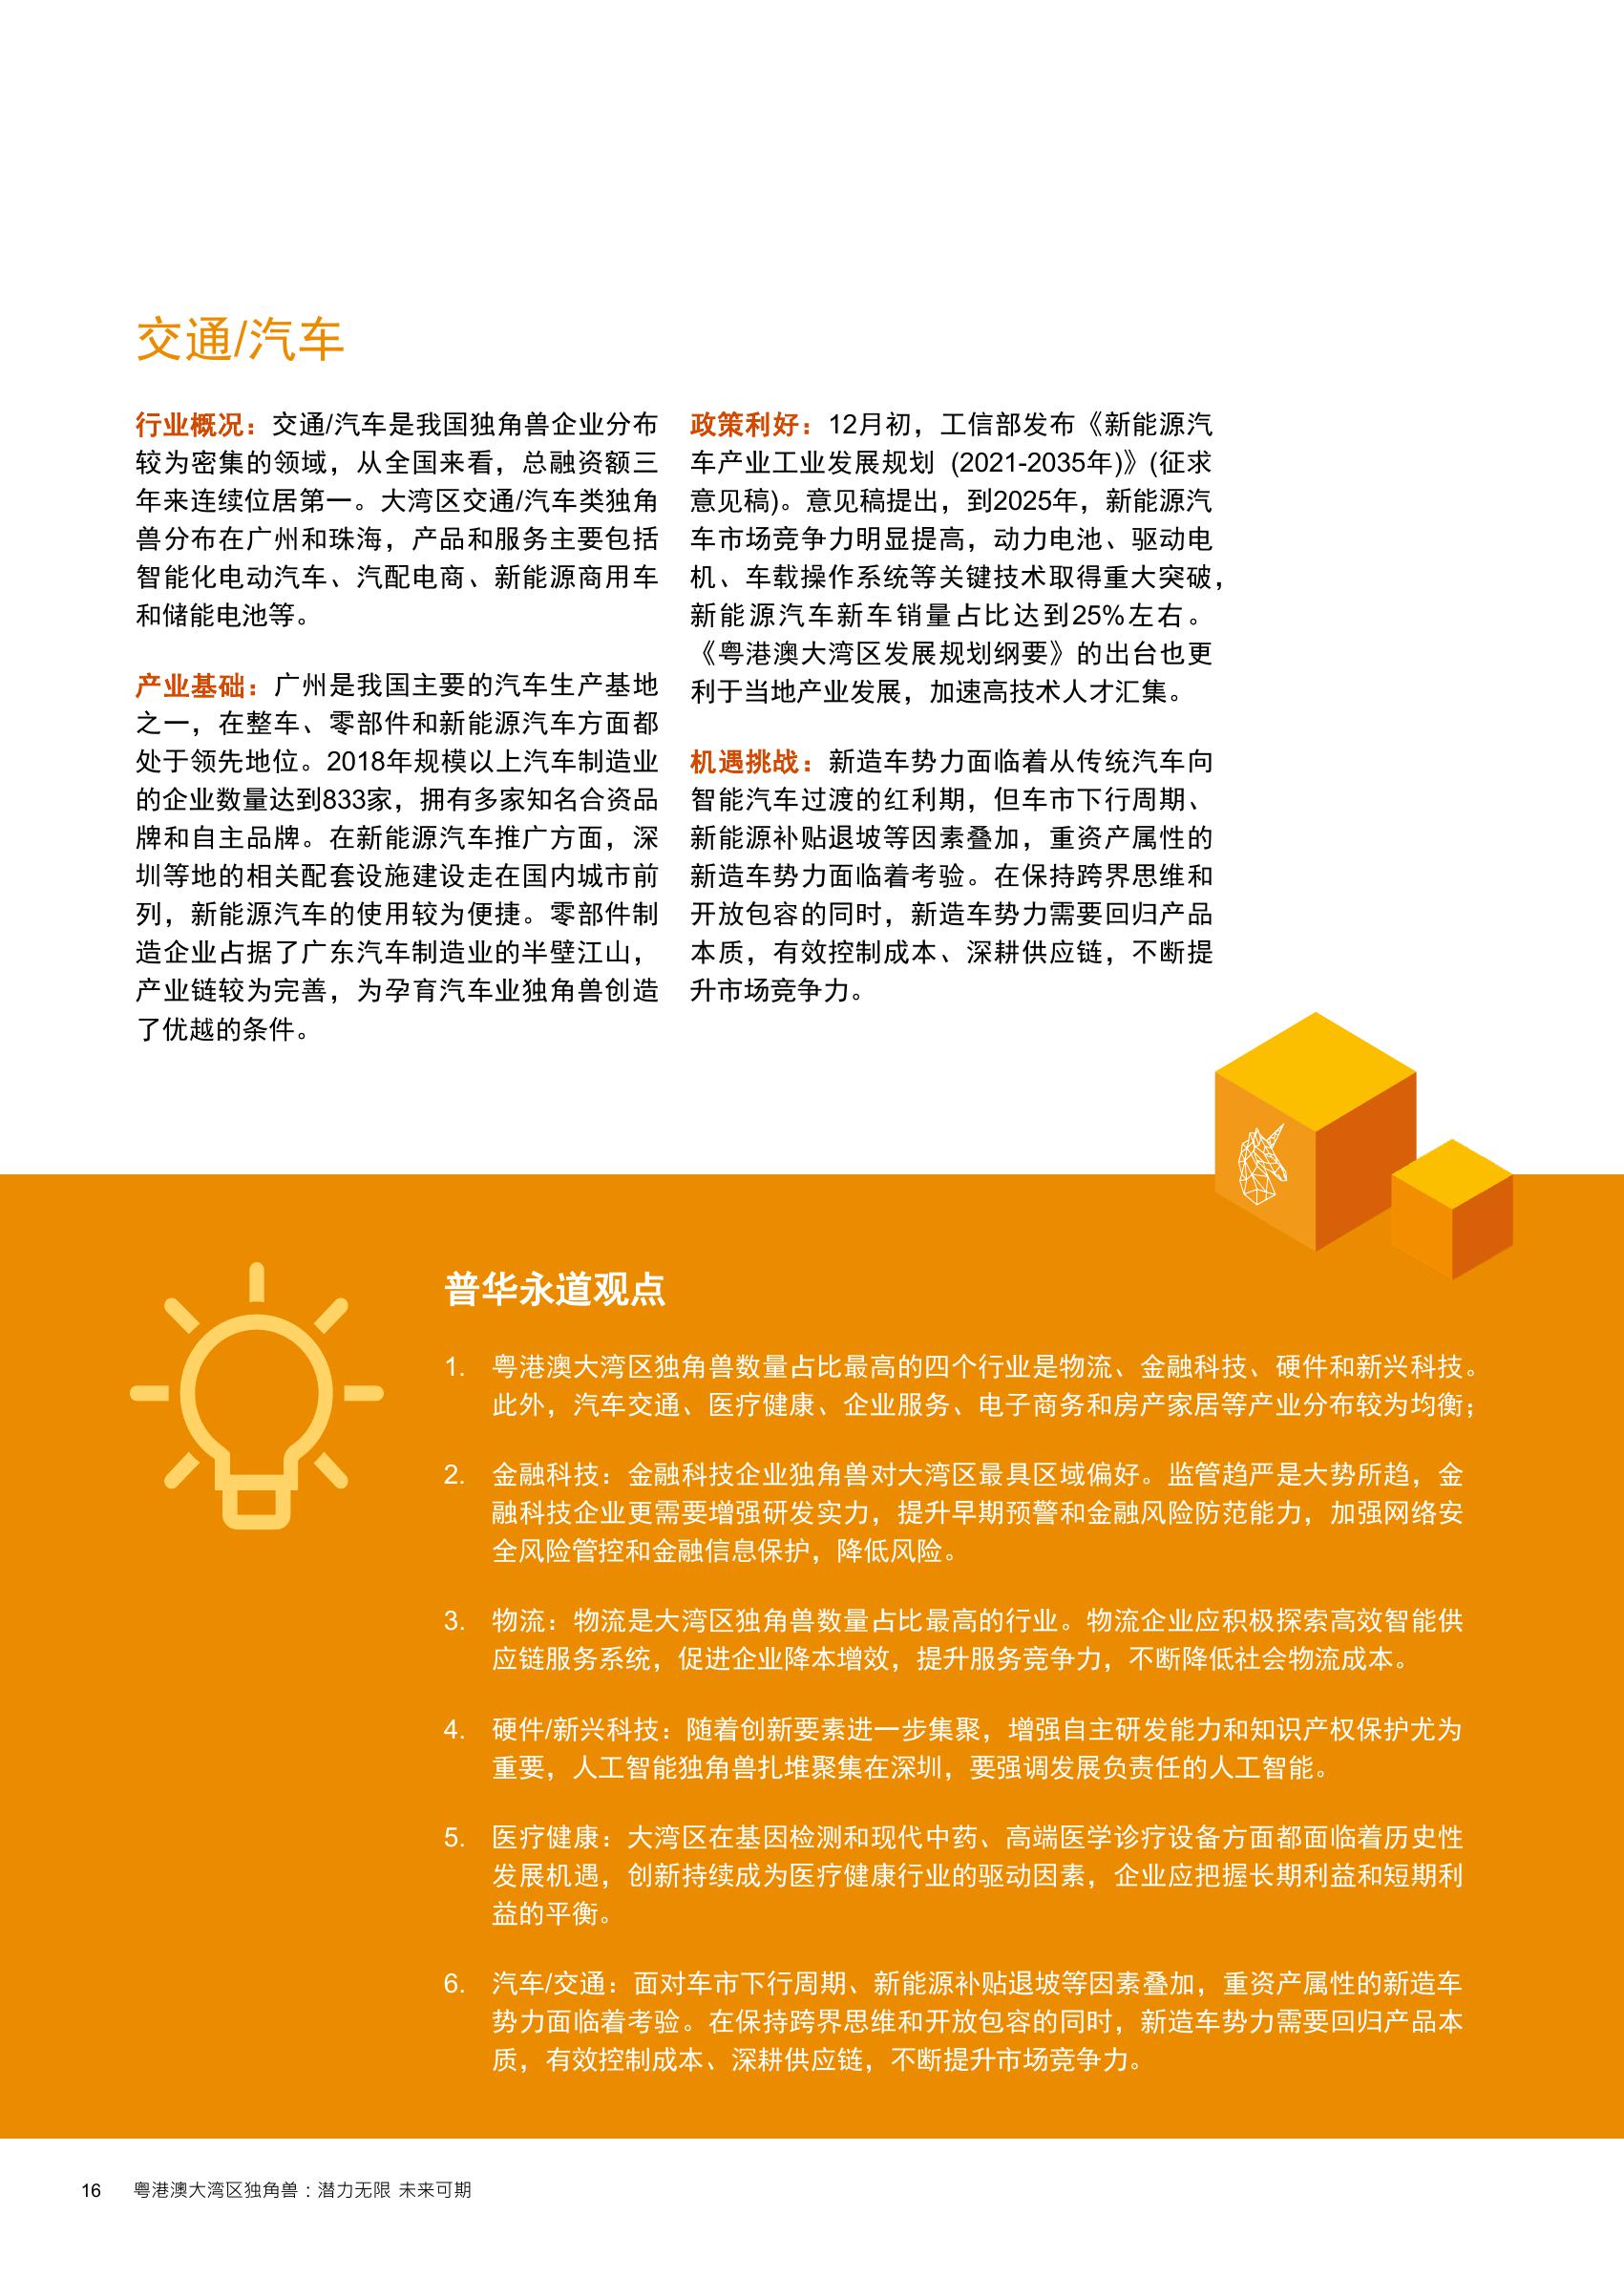 交通/汽车
行业概况：交通/汽车是我国独角兽企业分布
较为密集的领域，从全国来看，总融资额三
年来连续位居第一。大湾区交通/汽车类独角
兽分布在广州和珠海，产品和服务主要包括
智能化电动汽车、汽配电商、新能源商用车
和储能电池等。
产业基础：广州是我国主要的汽车生产基地
之一，在整车、零部件和新能源汽车方面都
处于领先地位。2018年规模以上汽车制造业
的企业数量达到833家，拥有多家知名合资品
牌和自主品牌。在新能源汽车推广方面，深
圳等地的相关配套设施建设走在国内城市前
列，新能源汽车的使用较为便捷。零部件制
造企业占据了广东汽车制造业的半壁江山，
产业链较为完善，为孕育汽车业独角兽创造
了优越的条件。
政策利好：12月初，工信部发布《新能源汽
车产业工业发展规划 (2021-2035年)》(征求
意见稿)。意见稿提出，到2025年，新能源汽
车市场竞争力明显提高，动力电池、驱动电
机、车载操作系统等关键技术取得重大突破，
新能源汽车新车销量占比达到25%左右。
《粤港澳大湾区发展规划纲要》的出台也更
利于当地产业发展，加速高技术人才汇集。
机遇挑战：新造车势力面临着从传统汽车向
智能汽车过渡的红利期，但车市下行周期、
新能源补贴退坡等因素叠加，重资产属性的
新造车势力面临着考验。在保持跨界思维和
开放包容的同时，新造车势力需要回归产品
本质，有效控制成本、深耕供应链，不断提
升市场竞争力。
普华永道观点
1. 粤港澳大湾区独角兽数量占比最高的四个行业是物流、金融科技、硬件和新兴科技。
此外，汽车交通、医疗健康、企业服务、电子商务和房产家居等产业分布较为均衡；
2. 金融科技：金融科技企业独角兽对大湾区最具区域偏好。监管趋严是大势所趋，金
融科技企业更需要增强研发实力，提升早期预警和金融风险防范能力，加强网络安
全风险管控和金融信息保护，降低风险。
3. 物流：物流是大湾区独角兽数量占比最高的行业。物流企业应积极探索高效智能供
应链服务系统，促进企业降本增效，提升服务竞争力，不断降低社会物流成本。
4. 硬件/新兴科技：随着创新要素进一步集聚，增强自主研发能力和知识产权保护尤为
重要，人工智能独角兽扎堆聚集在深圳，要强调发展负责任的人工智能。
5. 医疗健康：大湾区在基因检测和现代中药、高端医学诊疗设备方面都面临着历史性
发展机遇，创新持续成为医疗健康行业的驱动因素，企业应把握长期利益和短期利
益的平衡。
6. 汽车/交通：面对车市下行周期、新能源补贴退坡等因素叠加，重资产属性的新造车
势力面临着考验。在保持跨界思维和开放包容的同时，新造车势力需要回归产品本
质，有效控制成本、深耕供应链，不断提升市场竞争力。
16 粤港澳大湾区独角兽：潜力无限 未来可期